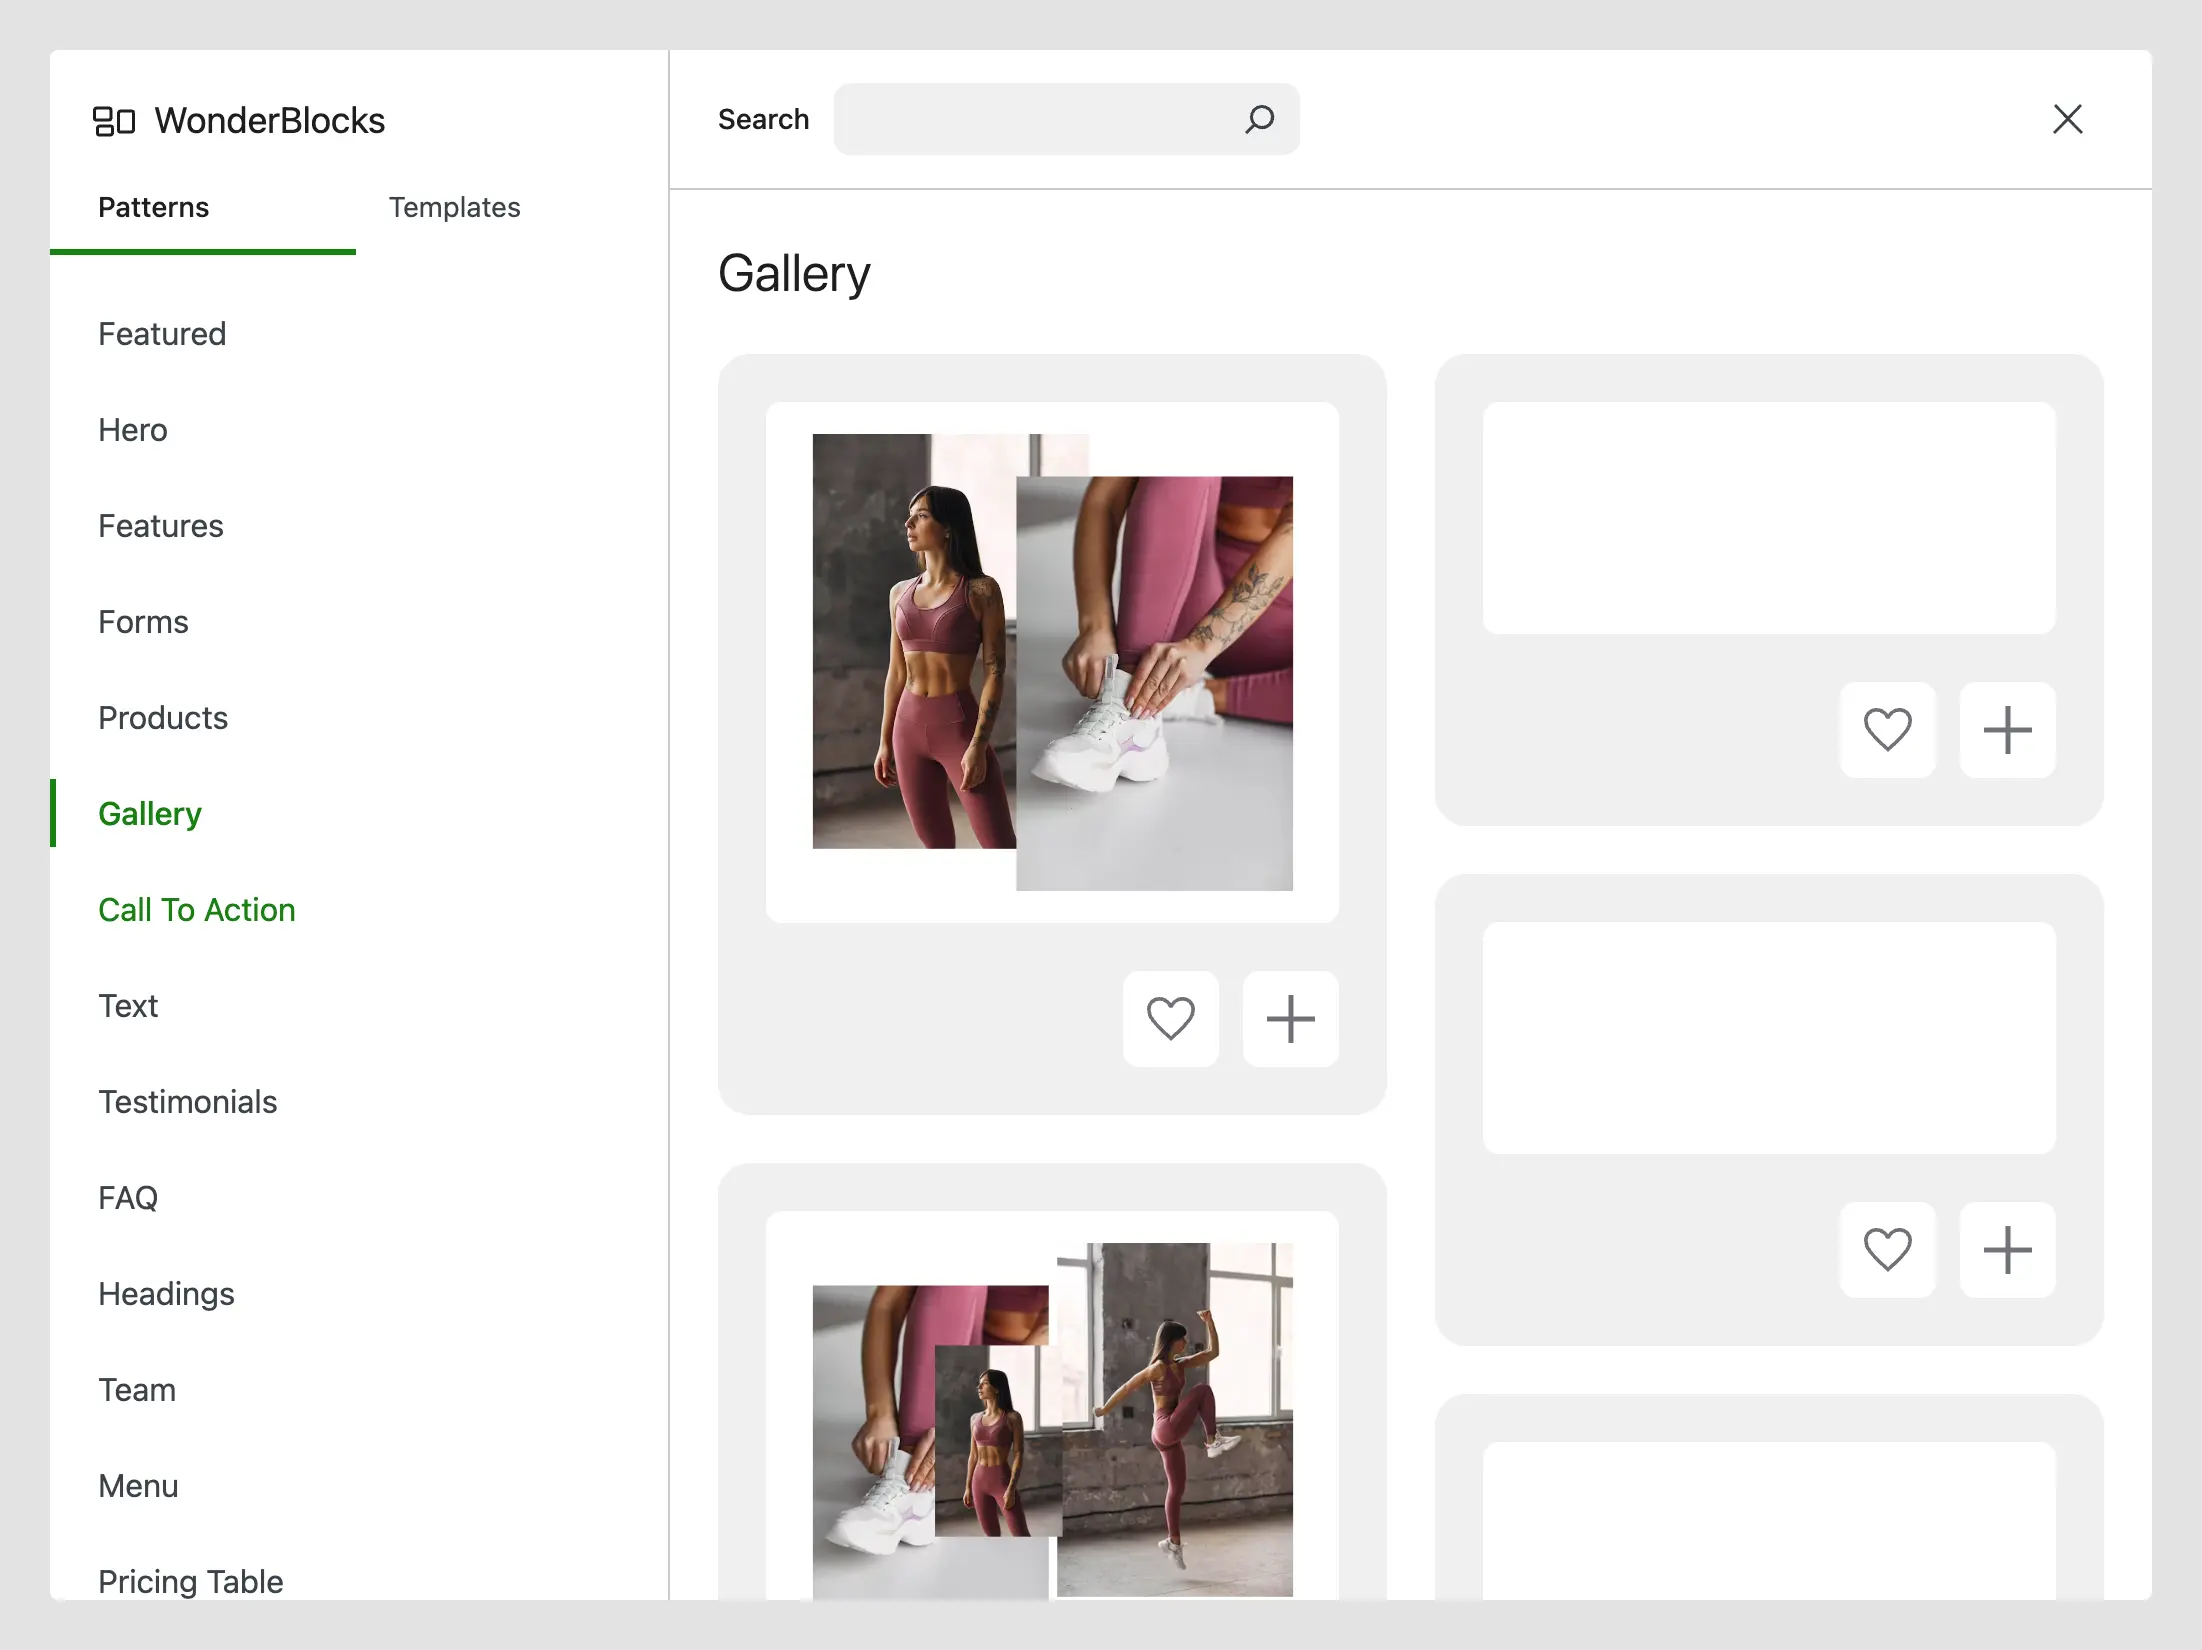 WonderBlocks
Patterns
Templates
Featured
Hero
Features
Forms
Products
Gallery
Call To Action
Text
Testimonials
FAQ
Headings
Team
Menu
Pricing Table
Search
Gallery